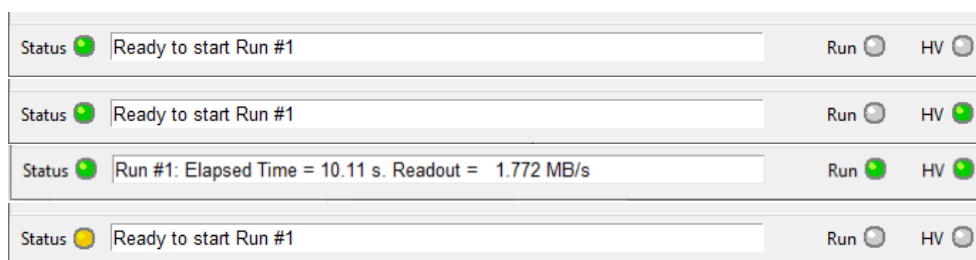 Status Ready to start Run #1 Run HV
Status Ready to start Run #1 Run HV
Status Run #1: Elapsed Time = 10.11 s. Readout = 1.772 MB/s Run HV
Status Ready to start Run #1 Run HV